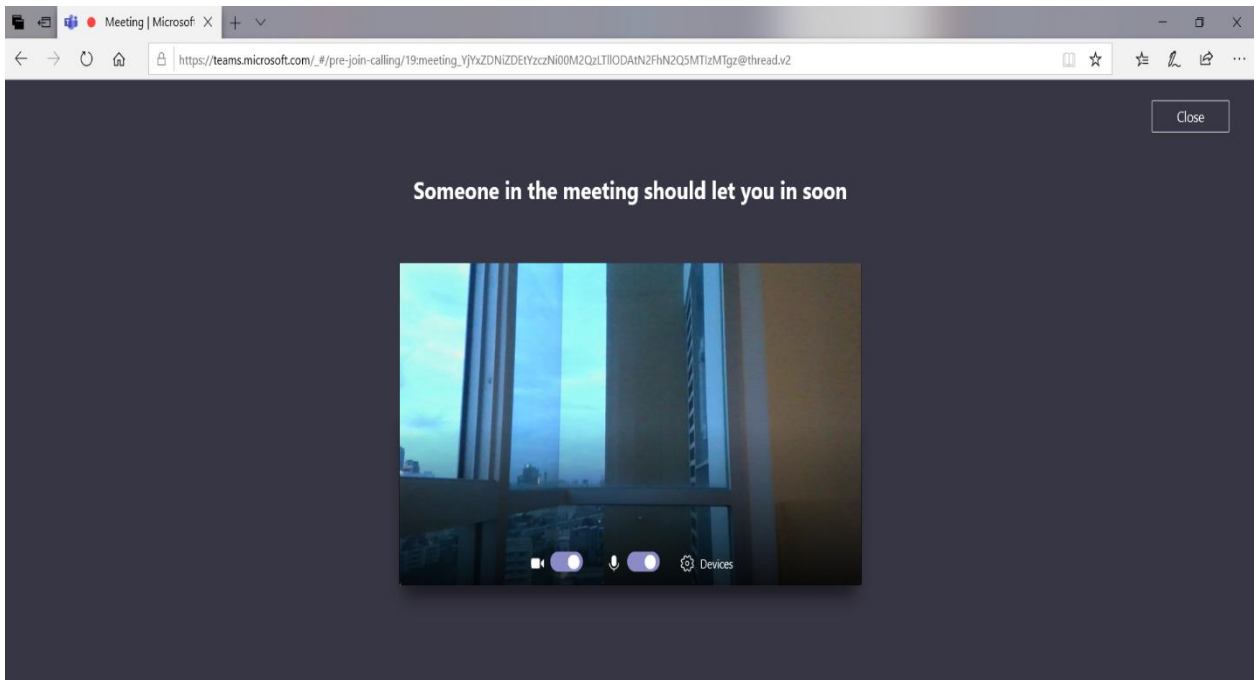 Meeting | Microsoft
https://teams.microsoft.com/_#/pre-join-calling/19:meeting_YjYxZDNiZDEtYzczNi00M2QzLTllODAtN2FhN2Q5MTIzMTgz@thread.v2
Close
Someone in the meeting should let you in soon
Devices